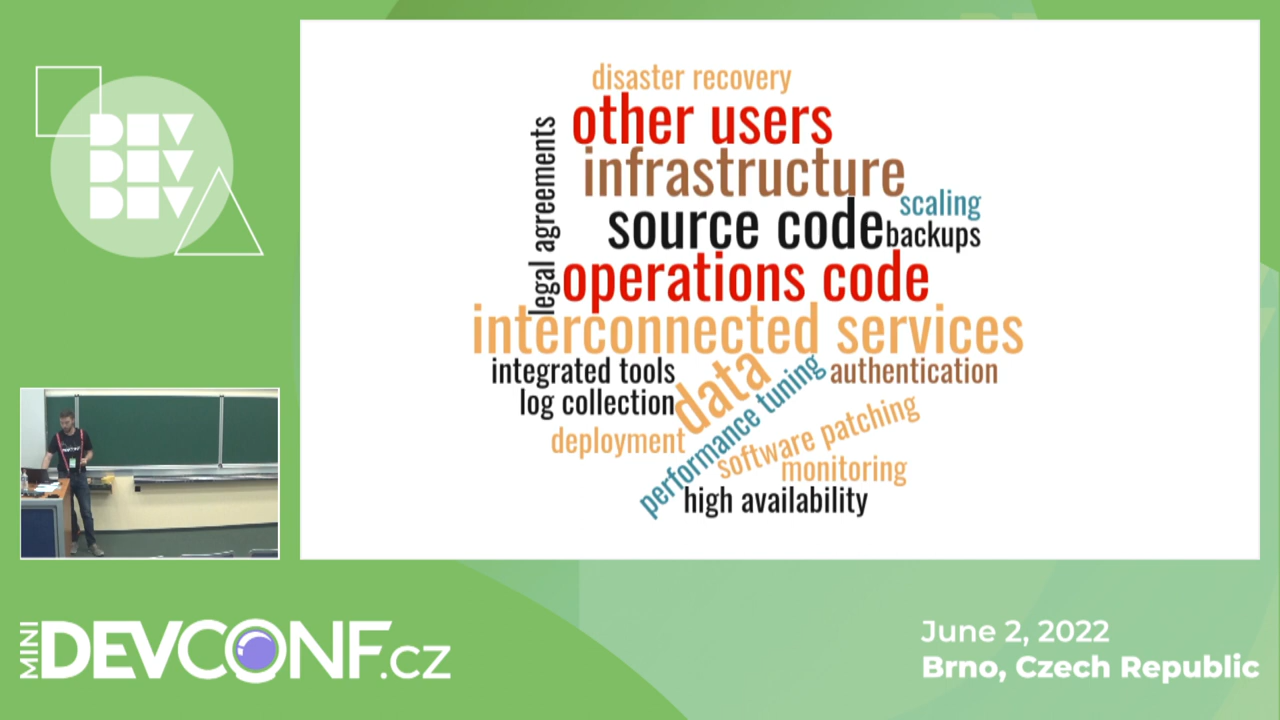 DEV
DEV
DEV
disaster recovery
other users
legal agreements
infrastructure
scaling
source code
backups
operations code
interconnected services
integrated tools
data
performance tuning
authentication
log collection
software patching
deployment
monitoring
high availability
MINI
DEVCONF.CZ
June 2, 2022
Brno, Czech Republic